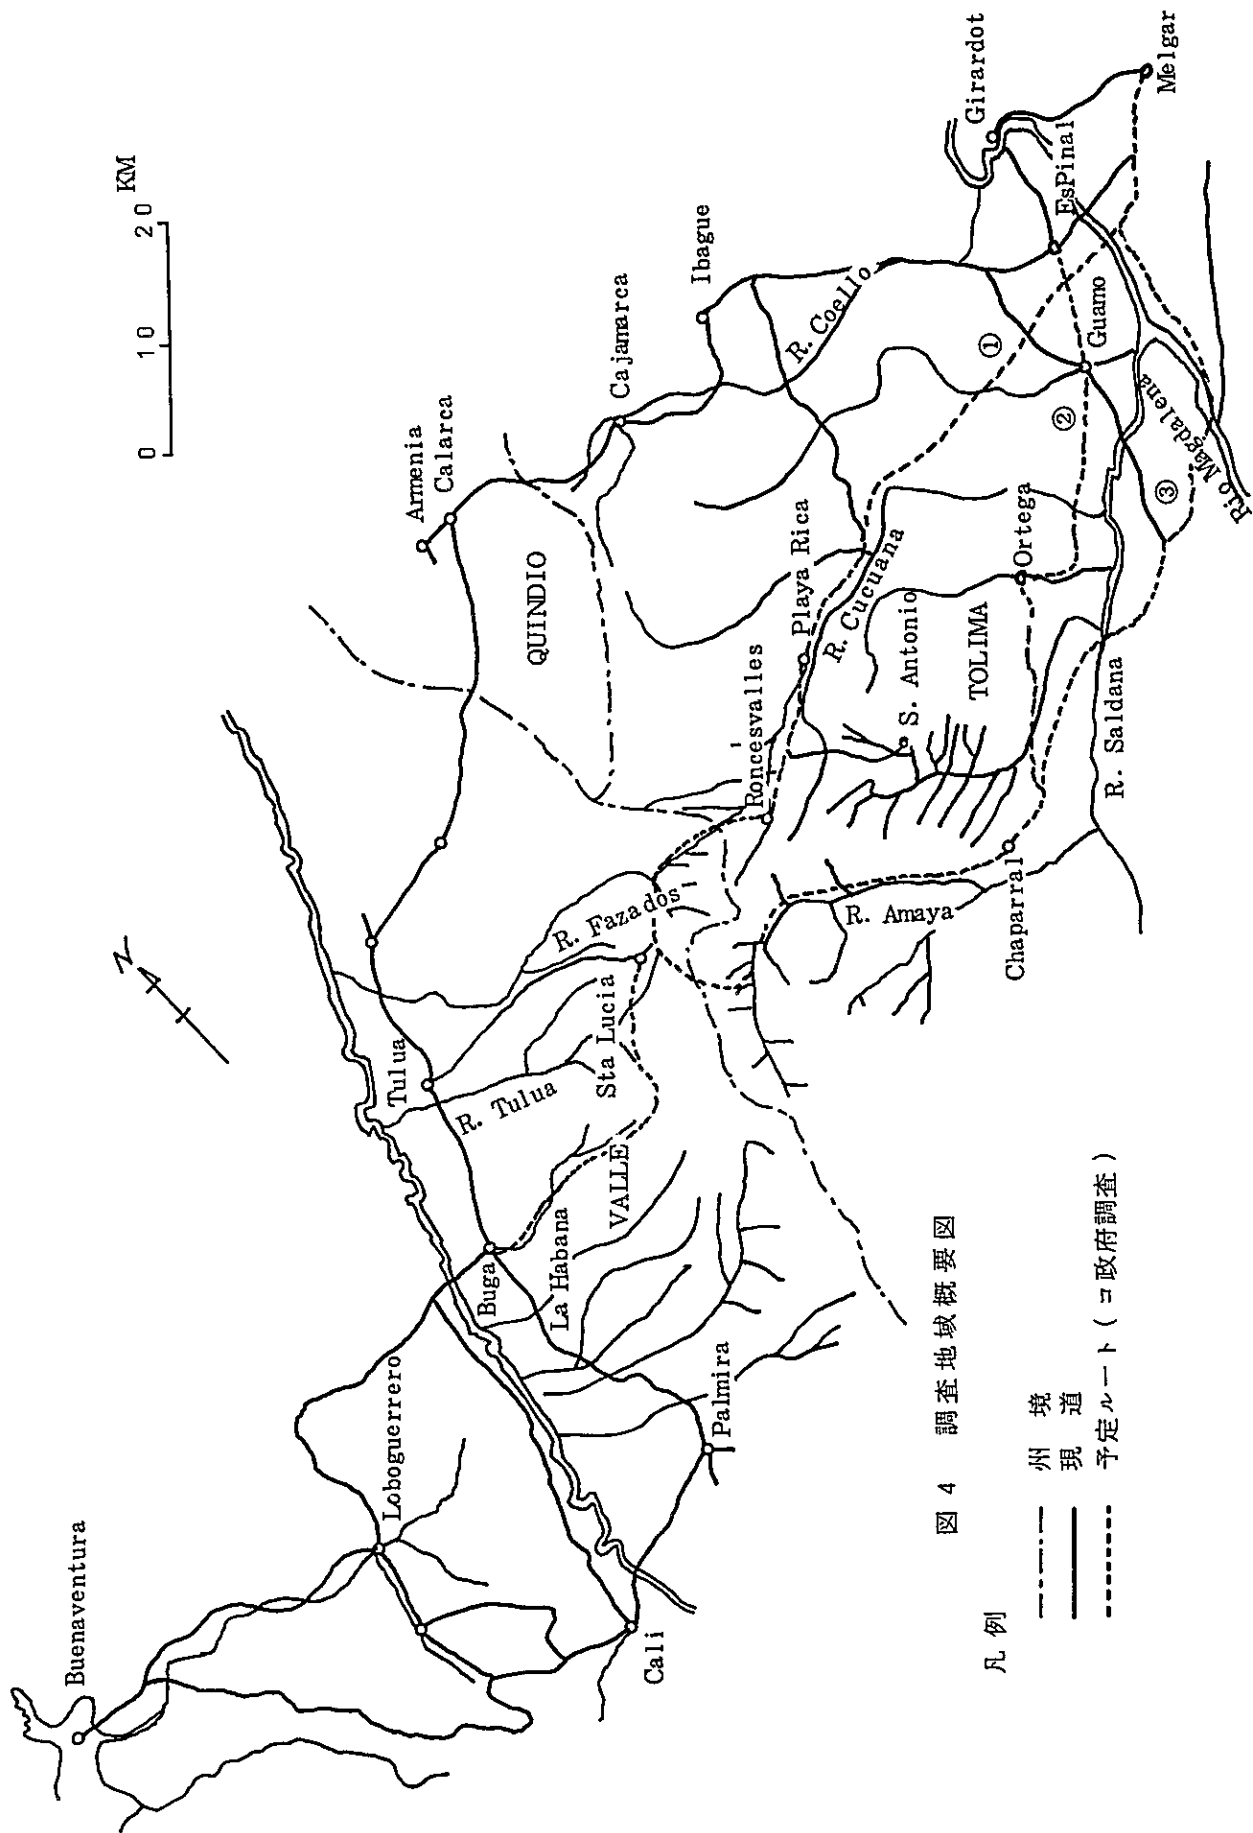 Buenaventura
Loboguerrero
Cali
Palmira
Buga
La Habana
VALLE
Tulua
R. Tulua
Sta Lucia
R. Fazados
N
Armenia
Calarca
QUINDIO
Cajamarca
Ibague
0 10 20 KM
Roncesvalles
Playa Rica
R. Cucuana
R. Coello
S. Antonio
TOLIMA
Ortega
R. Amaya
Chaparral
R. Saldana
①
②
③
Guamo
EsPinal
Girardot
Melgar
Rio Magdalena
図 4 調査地域概要図
凡例
州境
現道
予定ルート(コ政府調査)